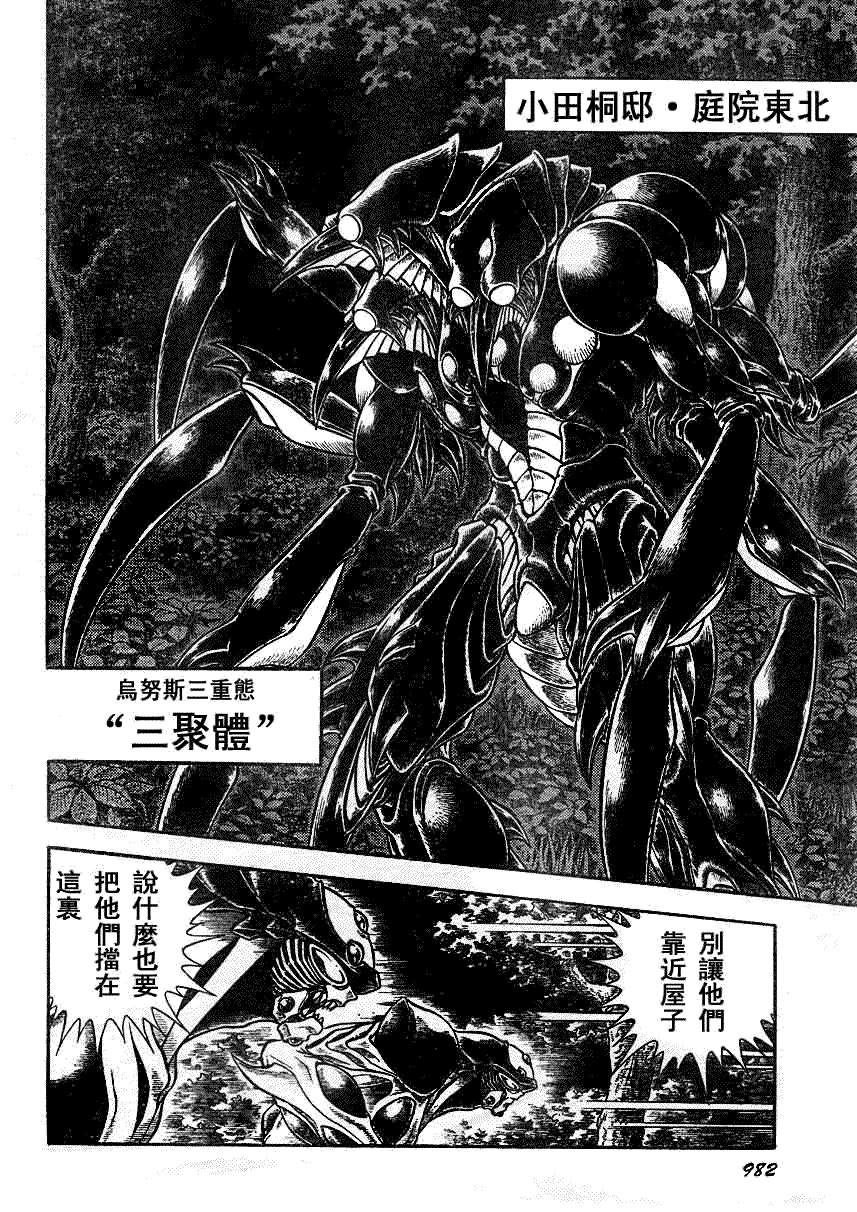 小田桐邸・庭院東北
烏努斯三重態
“三聚體”
別讓他們
靠近屋子
說什麼也要
把他們擋在
這裏
982